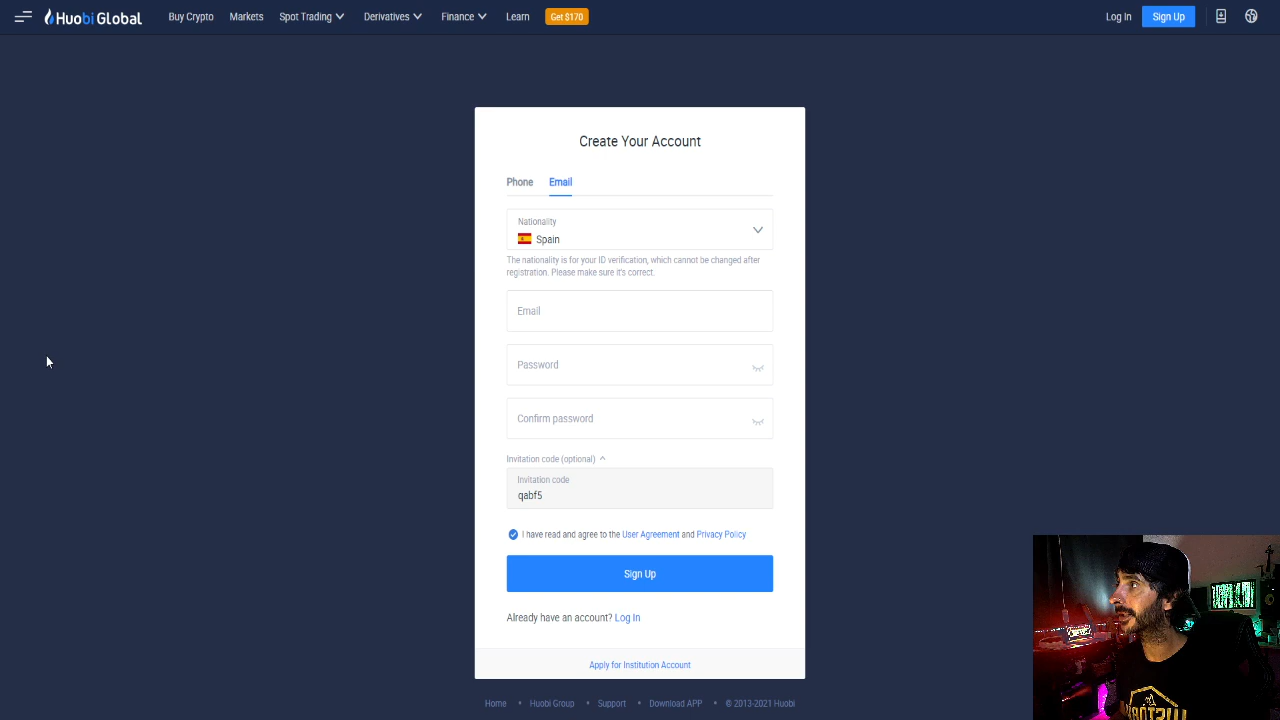 Huobi Global
Buy Crypto
Markets
Spot Trading
Derivatives
Finance
Learn
Get $170
Log In
Sign Up
Create Your Account
Phone
Email
Nationality
Spain
The nationality is for your ID verification, which cannot be changed after
registration. Please make sure it's correct.
Email
Password
Confirm password
Invitation code (optional)
Invitation code
qabf5
I have read and agree to the User Agreement and Privacy Policy
Sign Up
Already have an account? Log In
Apply for Institution Account
Home • Huobi Group • Support • Download APP • © 2013-2021 Huobi